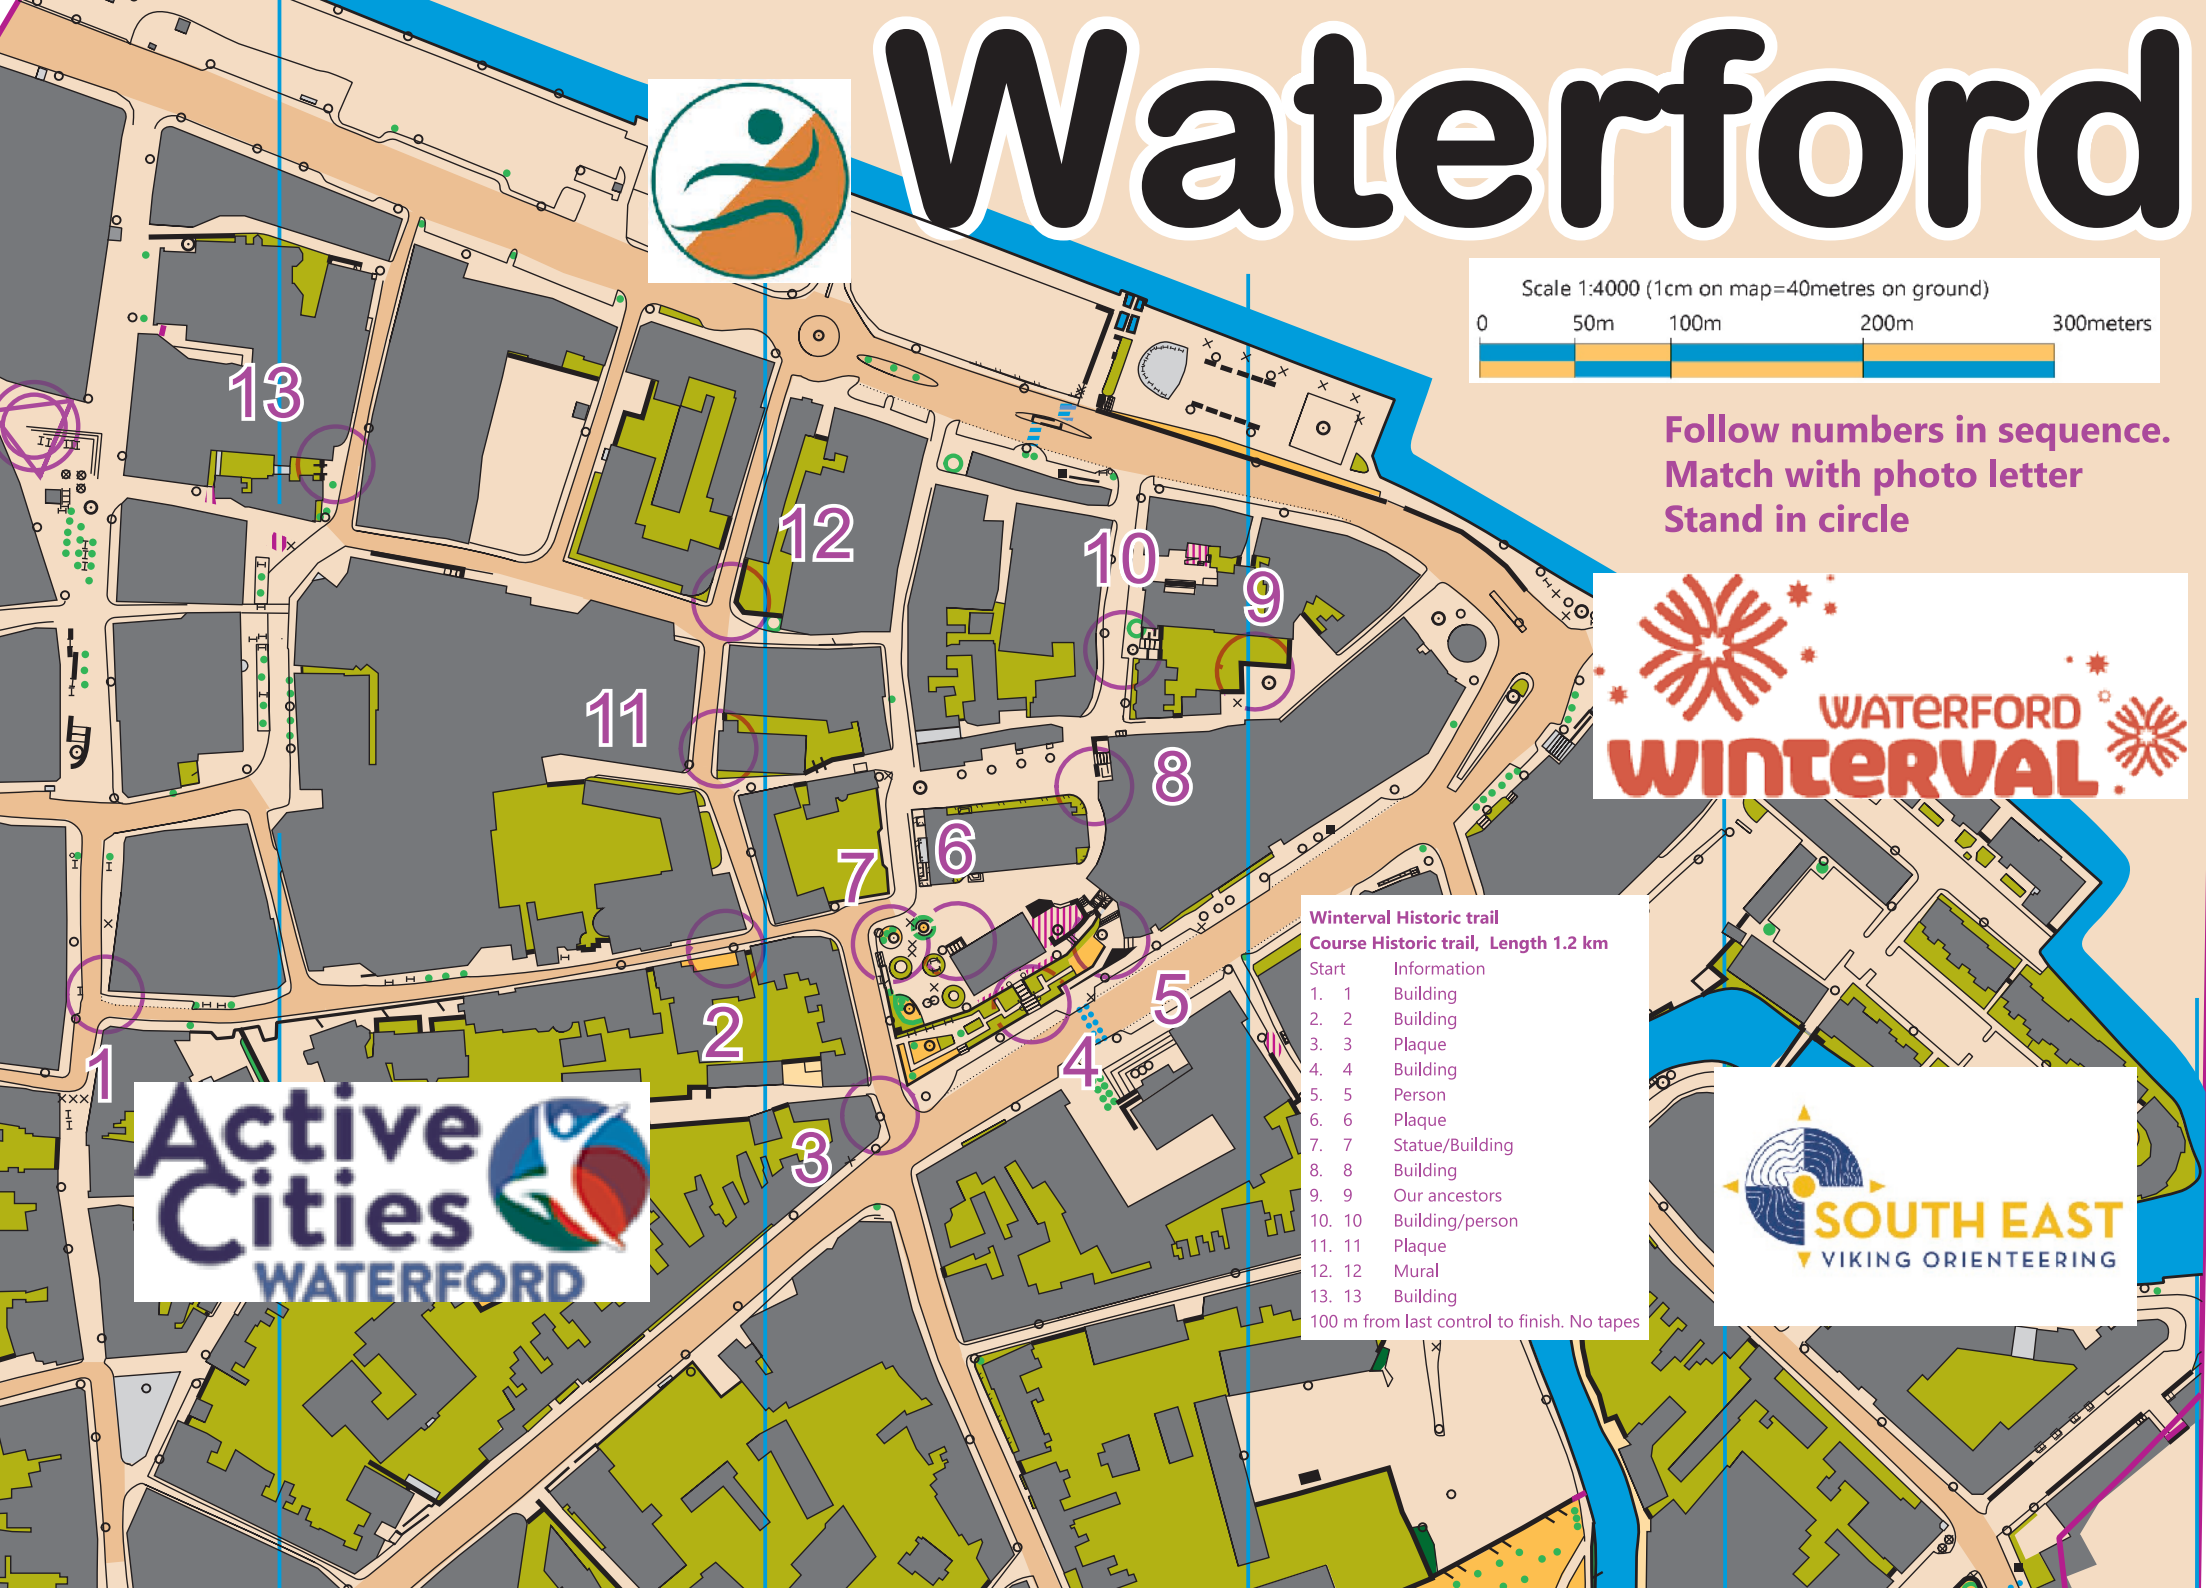 Waterford
Scale 1:4000 (1cm on map=40metres on ground)
0 50m 100m 200m 300meters
Follow numbers in sequence.
Match with photo letter
Stand in circle
13
12
10
9
11
8
6
7
5
2
4
1
3
WATERFORD
WINTERVAL
Winterval Historic trail
Course Historic trail, Length 1.2 km
Start Information
1. 1 Building
2. 2 Building
3. 3 Plaque
4. 4 Building
5. 5 Person
6. 6 Plaque
7. 7 Statue/Building
8. 8 Building
9. 9 Our ancestors
10. 10 Building/person
11. 11 Plaque
12. 12 Mural
13. 13 Building
100 m from last control to finish. No tapes
Active
Cities
WATERFORD
SOUTH EAST
VIKING ORIENTEERING